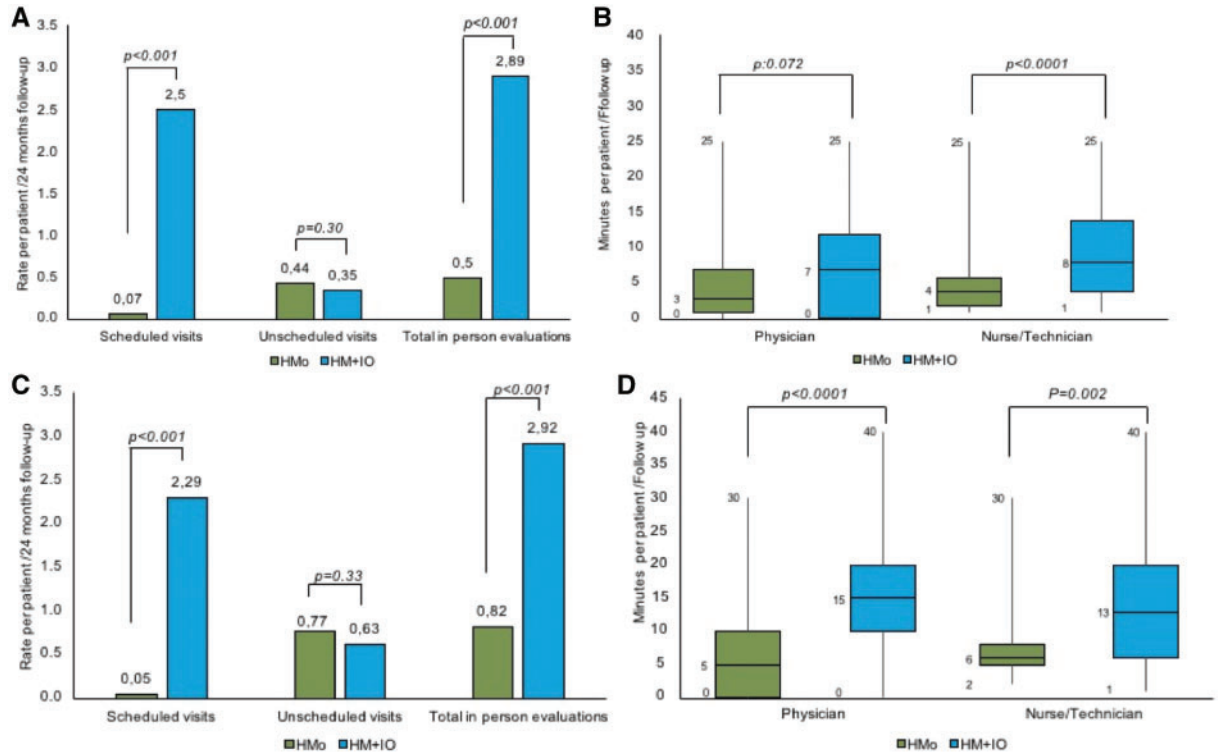 A
Rate per patient /24 months follow-up
3.5
3.0
2.5
2.0
1.5
1.0
0.5
0.0
p<0.001
2,5
0,07
p=0.30
0,44
0,35
p<0.001
2,89
0,5
Scheduled visits
Unscheduled visits
Total in person evaluations
HMo HM+IO
B
Minutes per patient /Ffollow up
40
35
30
25
20
15
10
5
0
p:0.072
p<0.0001
25
3
0
25
7
0
25
4
1
25
8
1
Physician
Nurse/Technician
HMo HM+IO
C
Rate per patient /24 months follow-up
3.5
3.0
2.5
2.0
1.5
1.0
0.5
0.0
p<0.001
2,29
0,05
p=0.33
0,77
0,63
p<0.001
2,92
0,82
Scheduled visits
Unscheduled visits
Total in person evaluations
HMo HM+IO
D
Minutes per patient /Follow up
45
40
35
30
25
20
15
10
5
0
p<0.0001
P=0.002
30
5
0
40
15
0
30
6
2
40
13
1
Physician
Nurse/Technician
HMo HM+IO